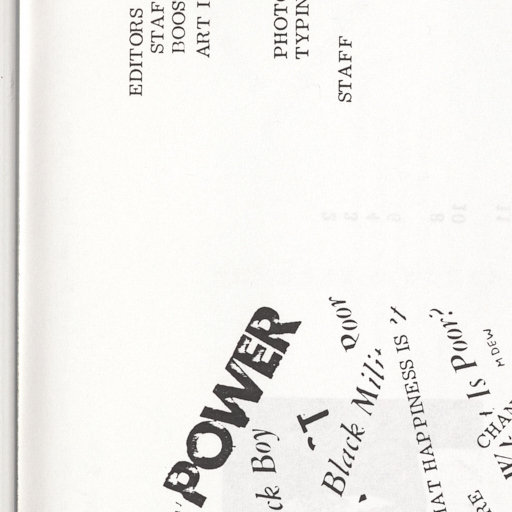 EDITORS
STAF
BOOS
ART I
PHOTO
TYPIN
STAFF
POWER
ck Boy
Poor
Black Mili
HAT HAPPINESS IS
Is Poor?
MDEW
CHAN
RE